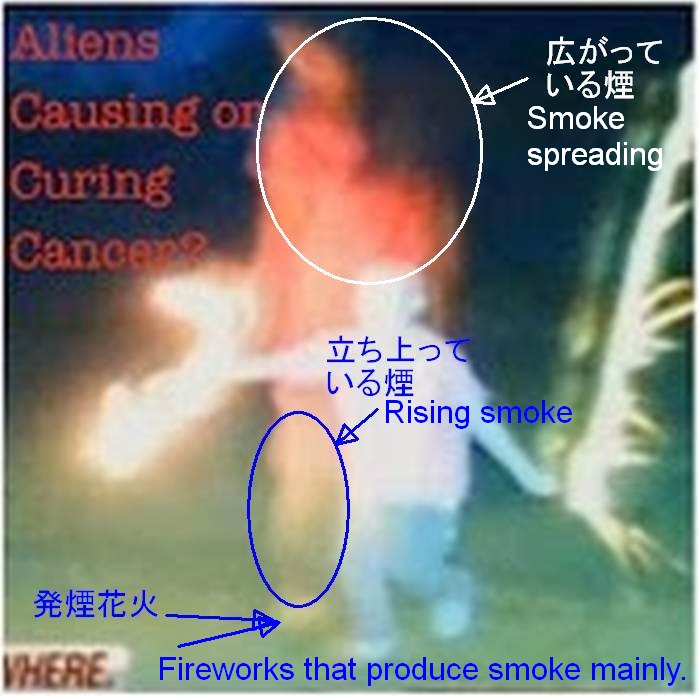 Aliens
Causing or
Curing
Cancer?
広がって
いる煙
Smoke
spreading
立ち上って
いる煙
Rising smoke
発煙花火
WHERE.
Fireworks that produce smoke mainly.